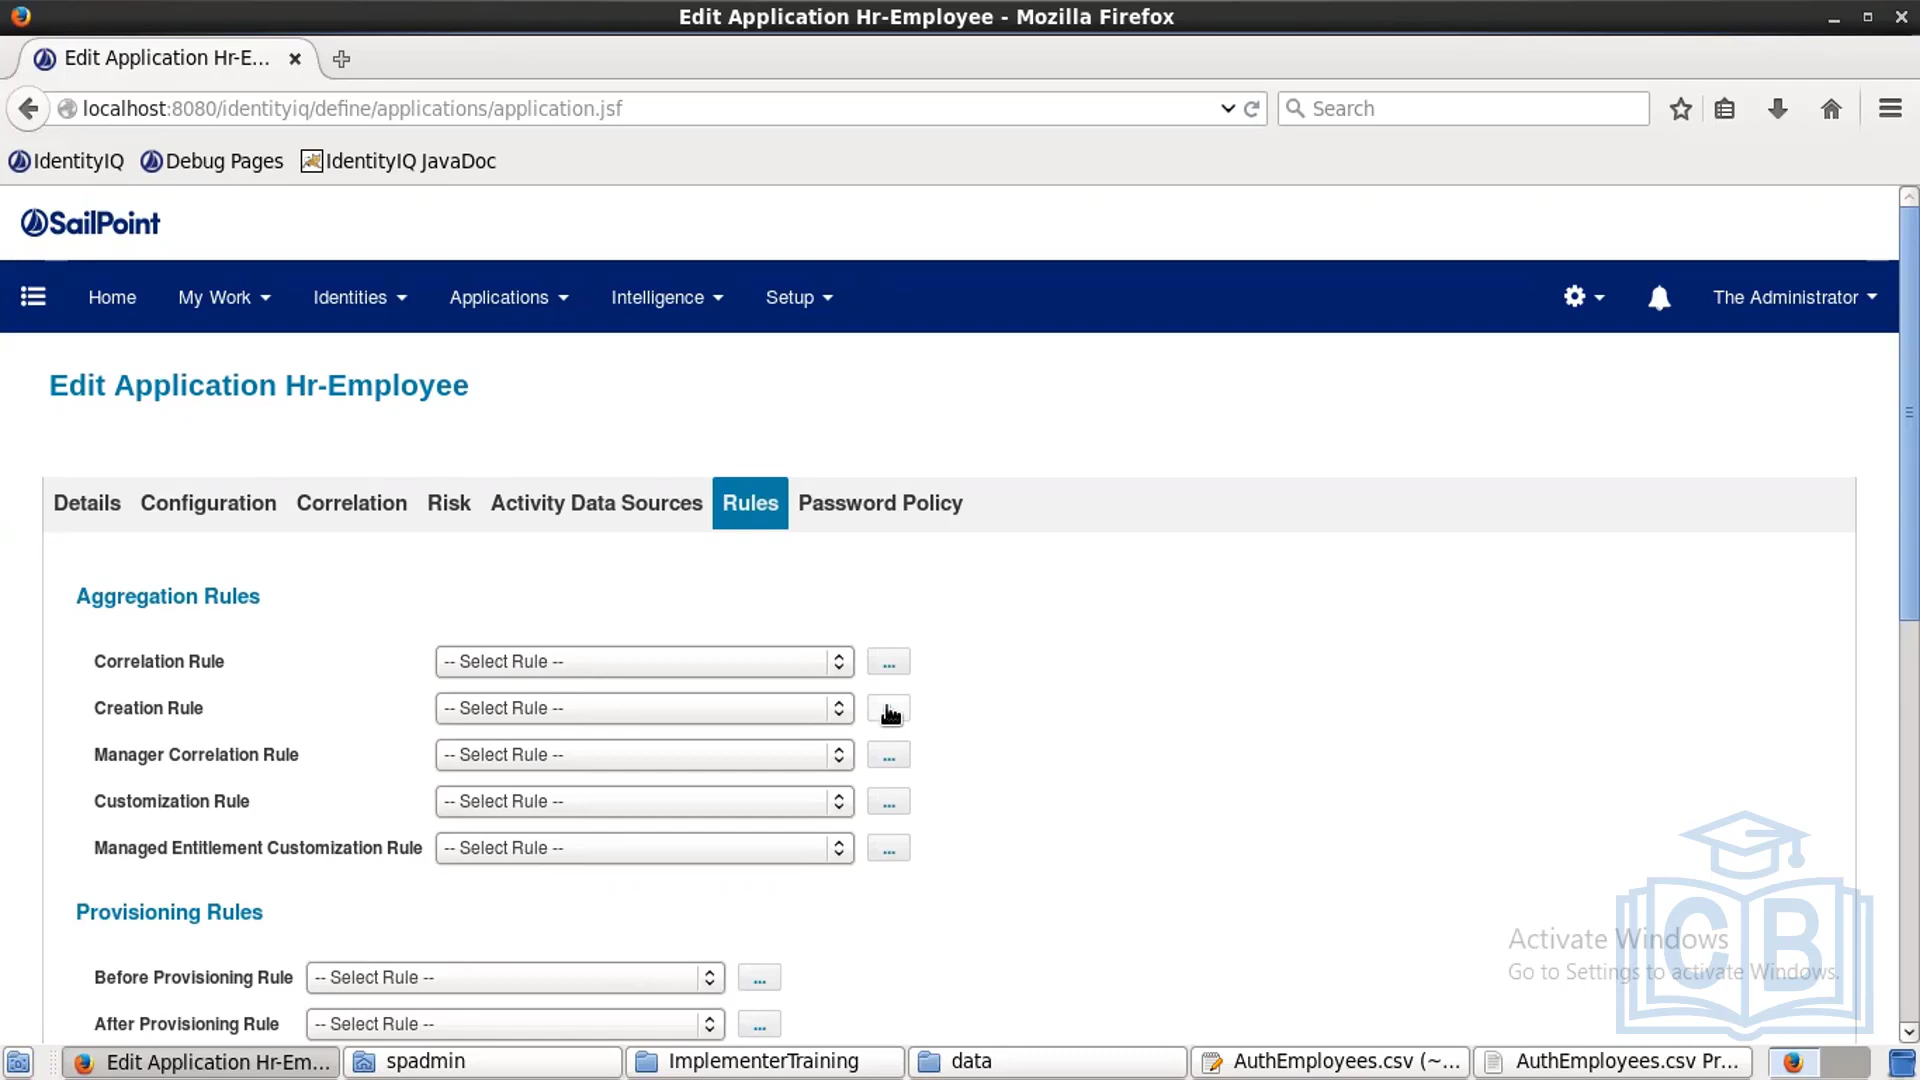 Edit Application Hr-Employee - Mozilla Firefox
Edit Application Hr-E...
localhost:8080/identityiq/define/applications/application.jsf
Search
IdentityIQ Debug Pages IdentityIQ JavaDoc
SailPoint
Home My Work Identities Applications Intelligence Setup The Administrator
Edit Application Hr-Employee
Details Configuration Correlation Risk Activity Data Sources Rules Password Policy
Aggregation Rules
Correlation Rule -- Select Rule -- ...
Creation Rule -- Select Rule --
Manager Correlation Rule -- Select Rule -- ...
Customization Rule -- Select Rule -- ...
Managed Entitlement Customization Rule -- Select Rule -- ...
Provisioning Rules
Before Provisioning Rule -- Select Rule -- ...
After Provisioning Rule -- Select Rule -- ...
CB
Activate Windows
Go to Settings to activate Windows.
Edit Application Hr-Em... spadmin ImplementerTraining data AuthEmployees.csv (~... AuthEmployees.csv Pr...